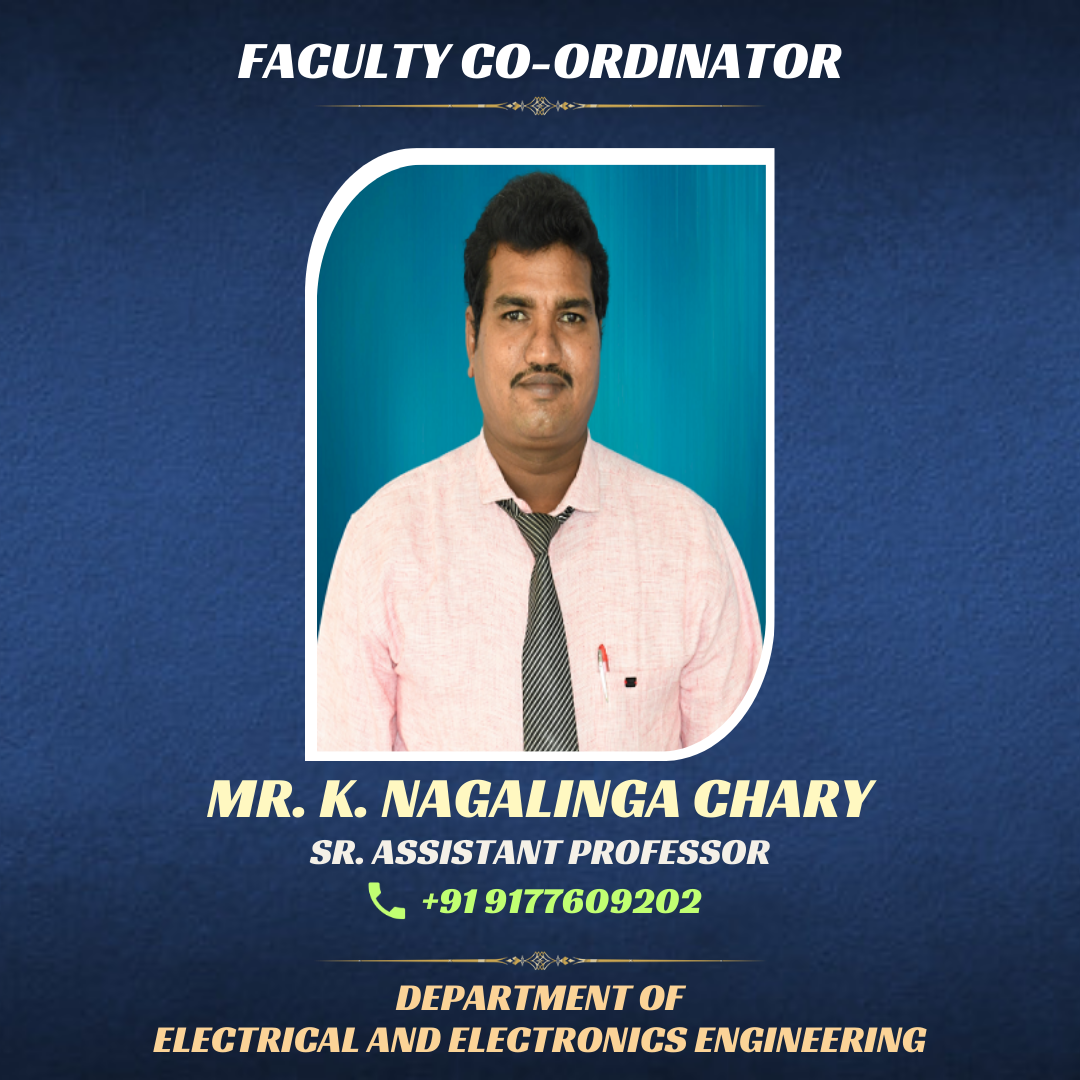 FACULTY CO-ORDINATOR
MR. K. NAGALINGA CHARY
SR. ASSISTANT PROFESSOR
+91 9177609202
DEPARTMENT OF
ELECTRICAL AND ELECTRONICS ENGINEERING